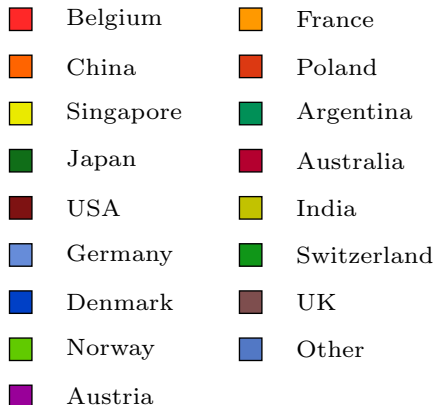 Belgium
China
Singapore
Japan
USA
Germany
Denmark
Norway
Austria
France
Poland
Argentina
Australia
India
Switzerland
UK
Other